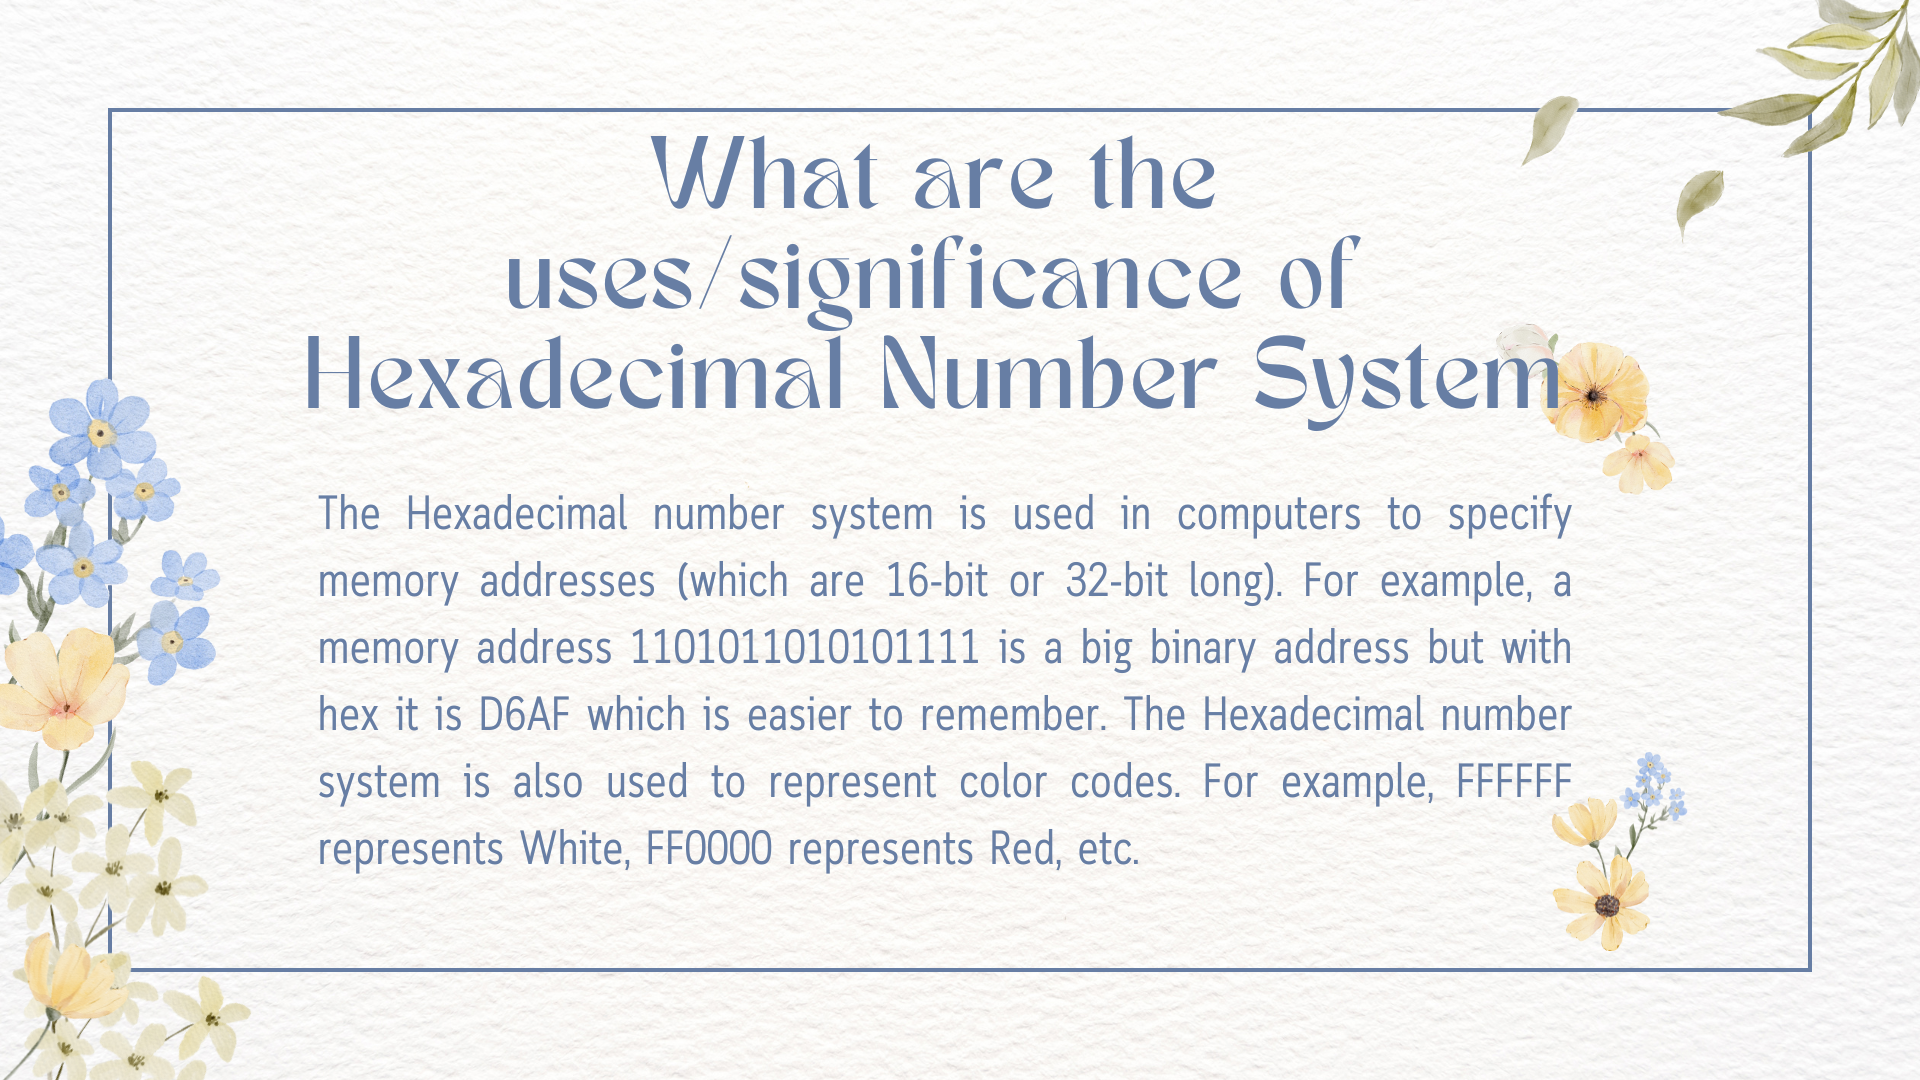 What are the
uses/significance of
Hexadecimal Number System
The Hexadecimal number system is used in computers to specify
memory addresses (which are 16-bit or 32-bit long). For example, a
memory address 1101011010101111 is a big binary address but with
hex it is D6AF which is easier to remember. The Hexadecimal number
system is also used to represent color codes. For example, FFFFFF
represents White, FF0000 represents Red, etc.